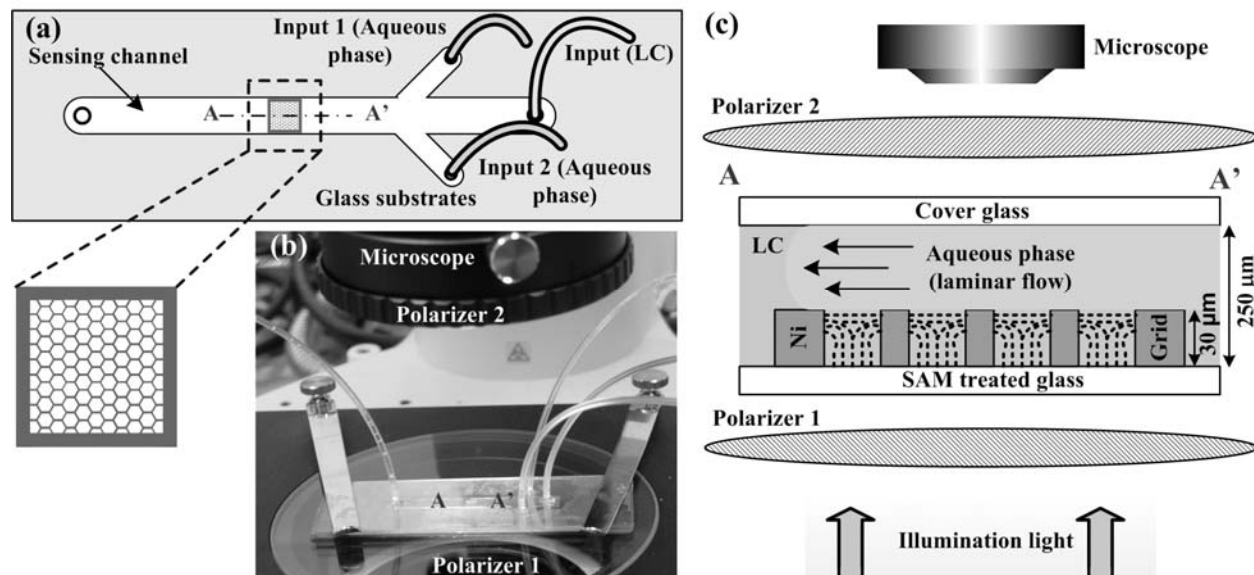 (a)
Input 1 (Aqueous
phase)
Input (LC)
Sensing channel
A
A’
Input 2 (Aqueous
phase)
Glass substrates
(b)
Microscope
Polarizer 2
A
A’
Polarizer 1
(c)
Microscope
Polarizer 2
A
A’
Cover glass
LC
Aqueous phase
(laminar flow)
Ni
Grid
30 µm
250 µm
SAM treated glass
Polarizer 1
Illumination light